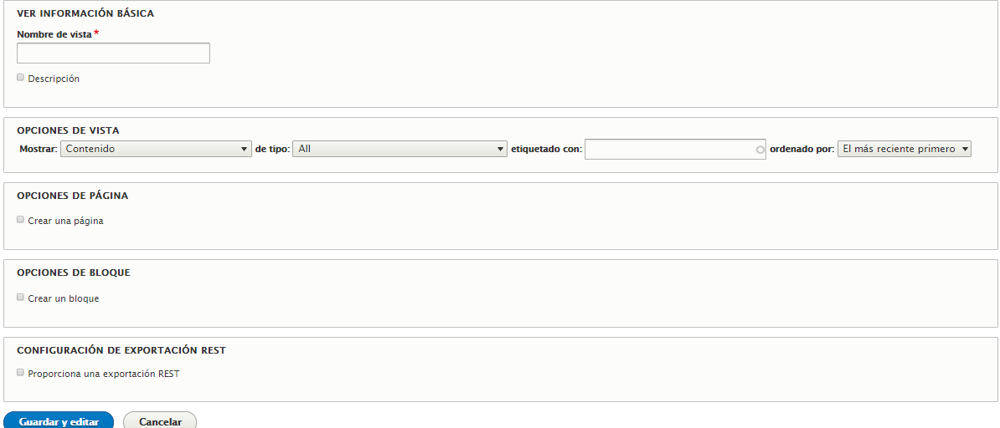 VER INFORMACIÓN BÁSICA
Nombre de vista *
Descripción
OPCIONES DE VISTA
Mostrar: Contenido de tipo: All etiquetado con: ordenado por: El más reciente primero
OPCIONES DE PÁGINA
Crear una página
OPCIONES DE BLOQUE
Crear un bloque
CONFIGURACIÓN DE EXPORTACIÓN REST
Proporciona una exportación REST
Guardar y editar Cancelar